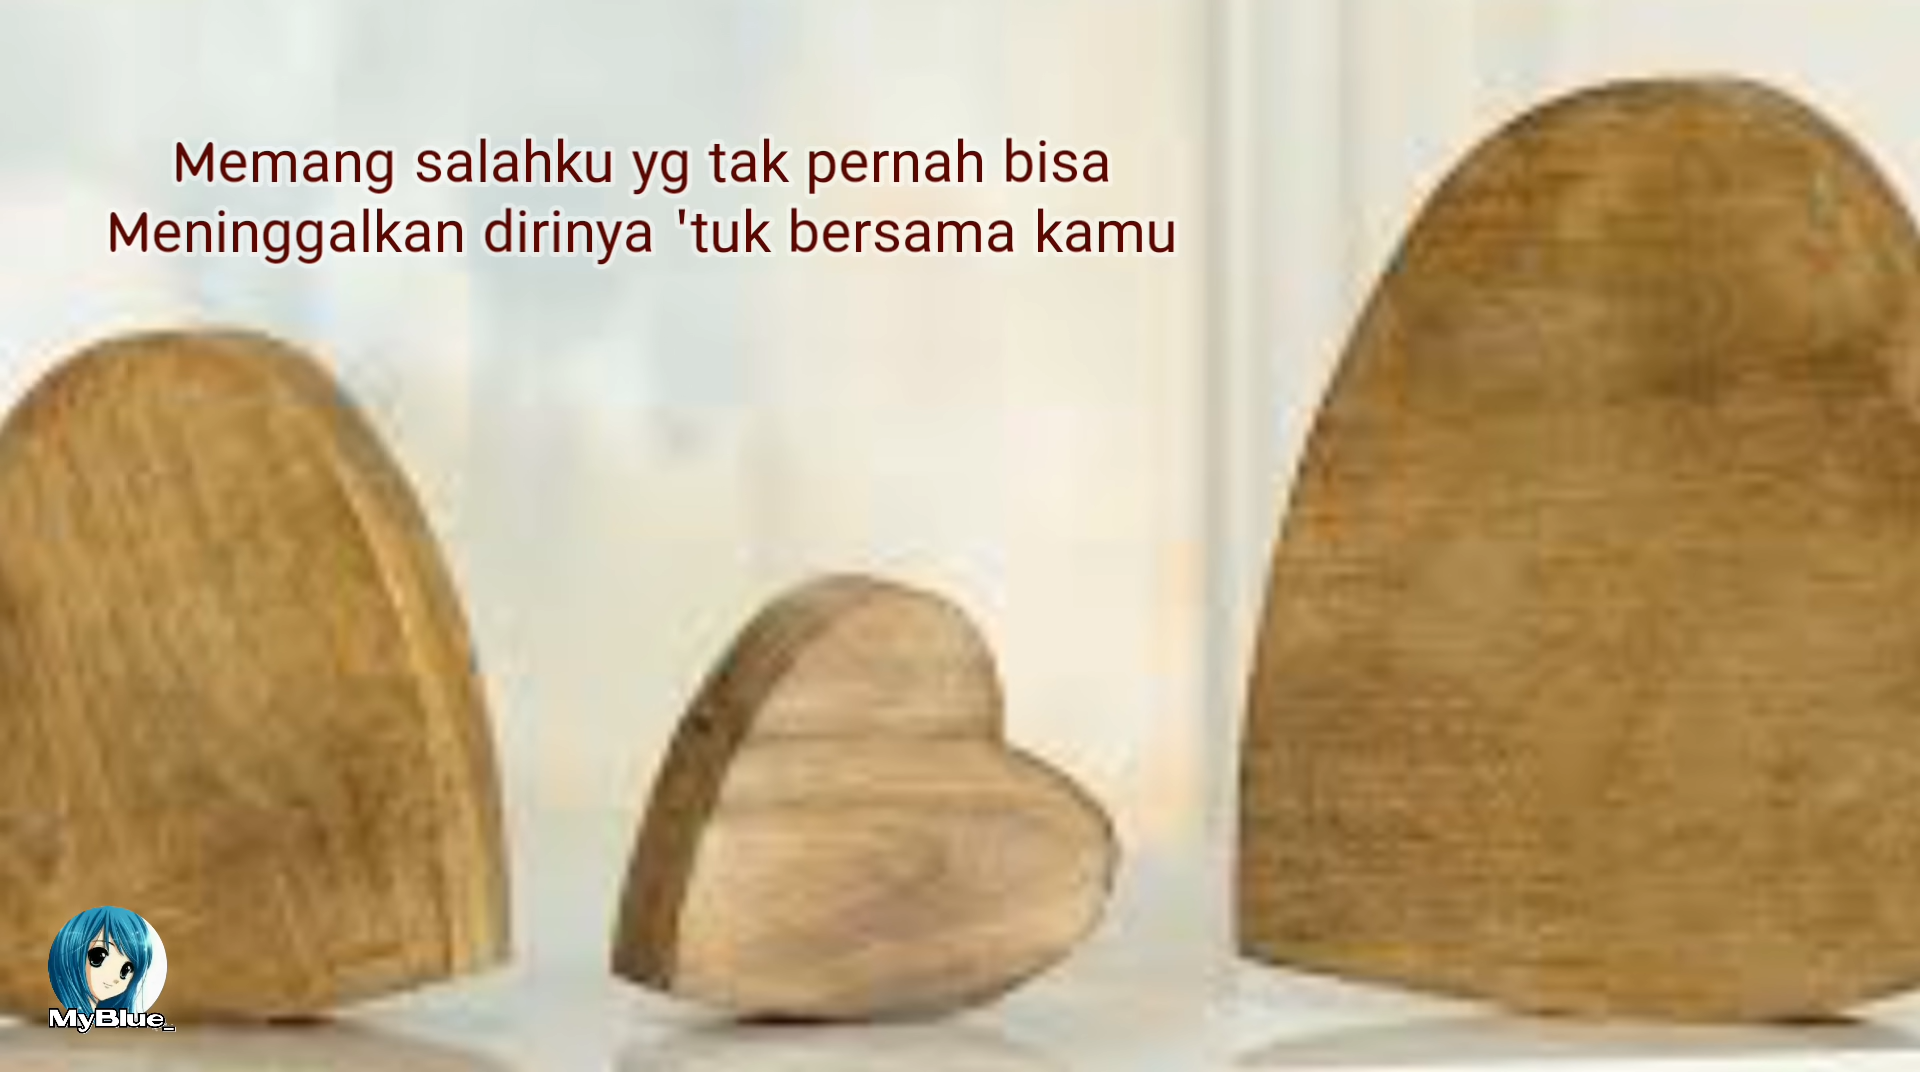 Memang salahku yg tak pernah bisa
Meninggalkan dirinya 'tuk bersama kamu
MyBlue_